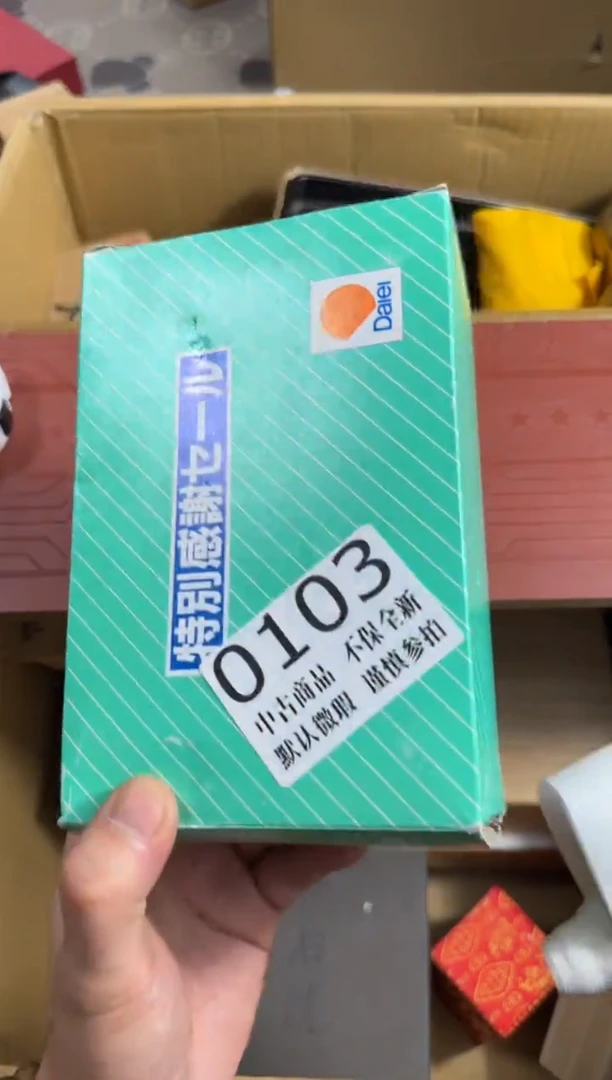 Daiei
特別感謝セール
0103
中古商品 不保全新
默认微瑕 谨慎参拍